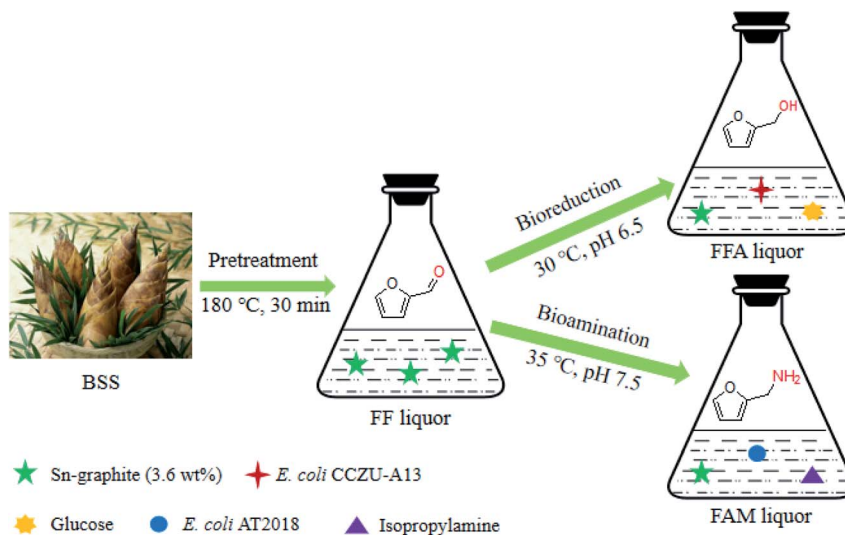 OH
Bioreduction
30 °C, pH 6.5
FFA liquor
Pretreatment
180 °C, 30 min
BSS
O
O
O
FF liquor
Bioamination
35 °C, pH 7.5
NH₂
O
FAM liquor
Sn-graphite (3.6 wt%)
E. coli CCZU-A13
Glucose
E. coli AT2018
Isopropylamine